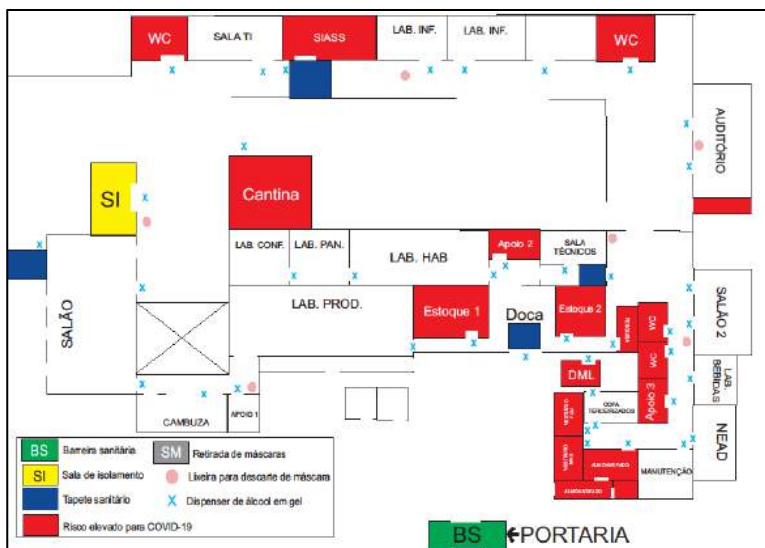 WC
SALA TI
SIASS
LAB. INF.
LAB. INF.
WC
AUDITÓRIO
SI
Cantina
LAB. CONF.
LAB. PAN.
LAB. HAB
Apoio 2
SALA
TÉCNICOS
SALÃO
LAB. PROD.
Estoque 1
Doca
Estoque 2
WC
SALÃO 2
WC
DML
Apoio 3
LAB.
BEBIDAS
COPA
TERCEIRIZADOS
CAMBUZA
APOIO 1
NEAD
MANUTENÇÃO
BS Barreira sanitária
SM Retirada de máscaras
SI Sala de isolamento
Lixeira para descarte de máscara
Tapete sanitário
X Dispenser de álcool em gel
Risco elevado para COVID-19
BS ←PORTARIA